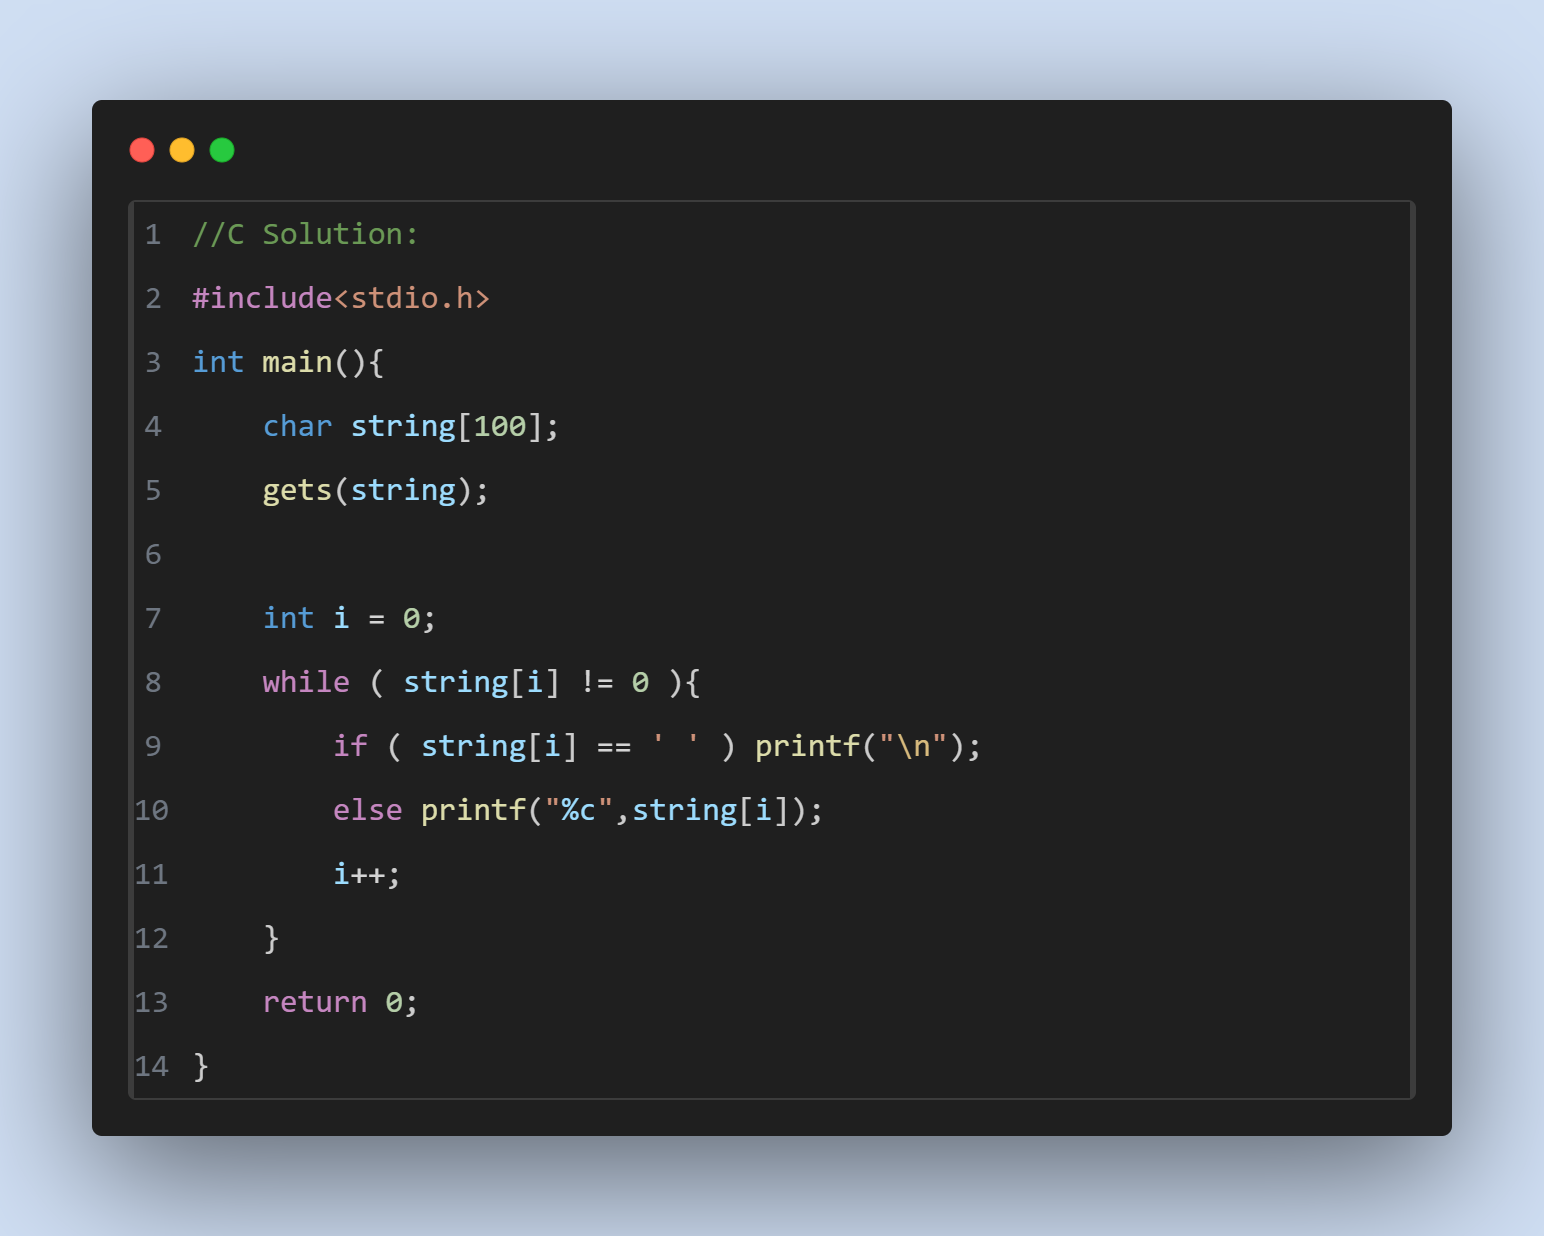 1 //C Solution:
2 #include<stdio.h>
3 int main(){
4     char string[100];
5     gets(string);
6
7     int i = 0;
8     while ( string[i] != 0 ){
9         if ( string[i] == ' ' ) printf("\n");
10         else printf("%c",string[i]);
11         i++;
12     }
13     return 0;
14 }